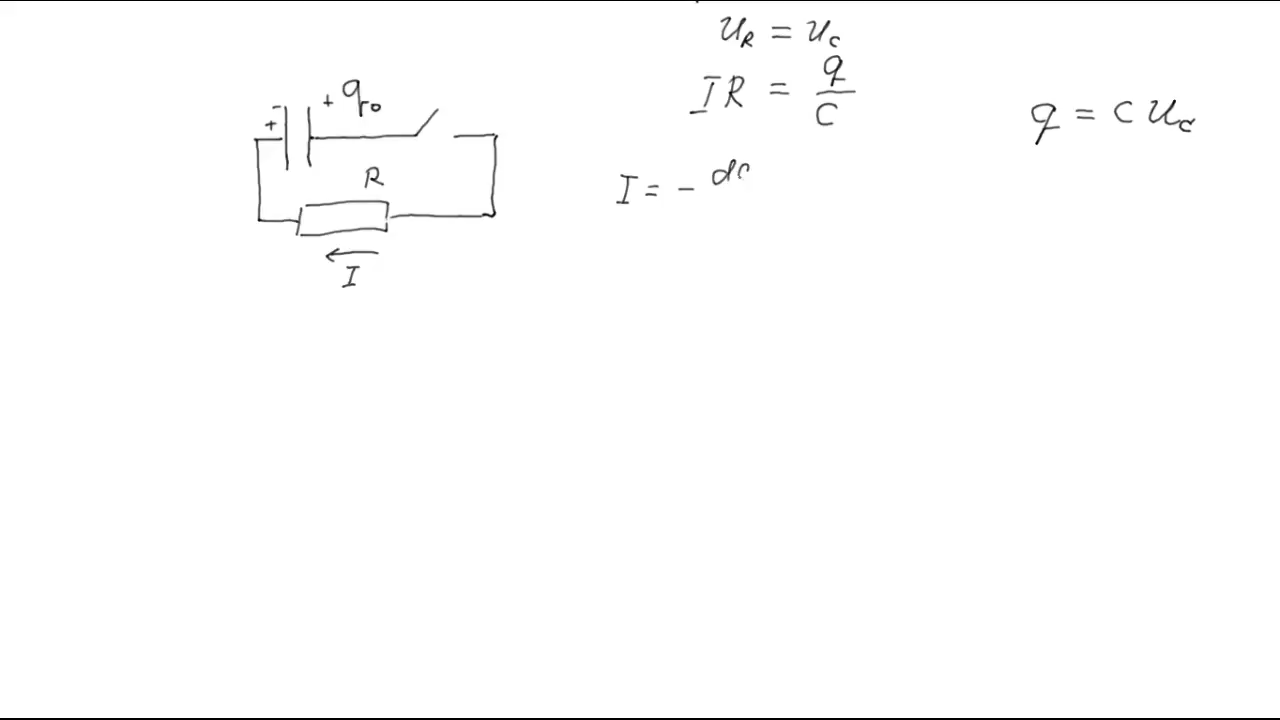 U_R = U_C
IR = q/C
q = C U_C
I = - d
- + q_0
+
R
I